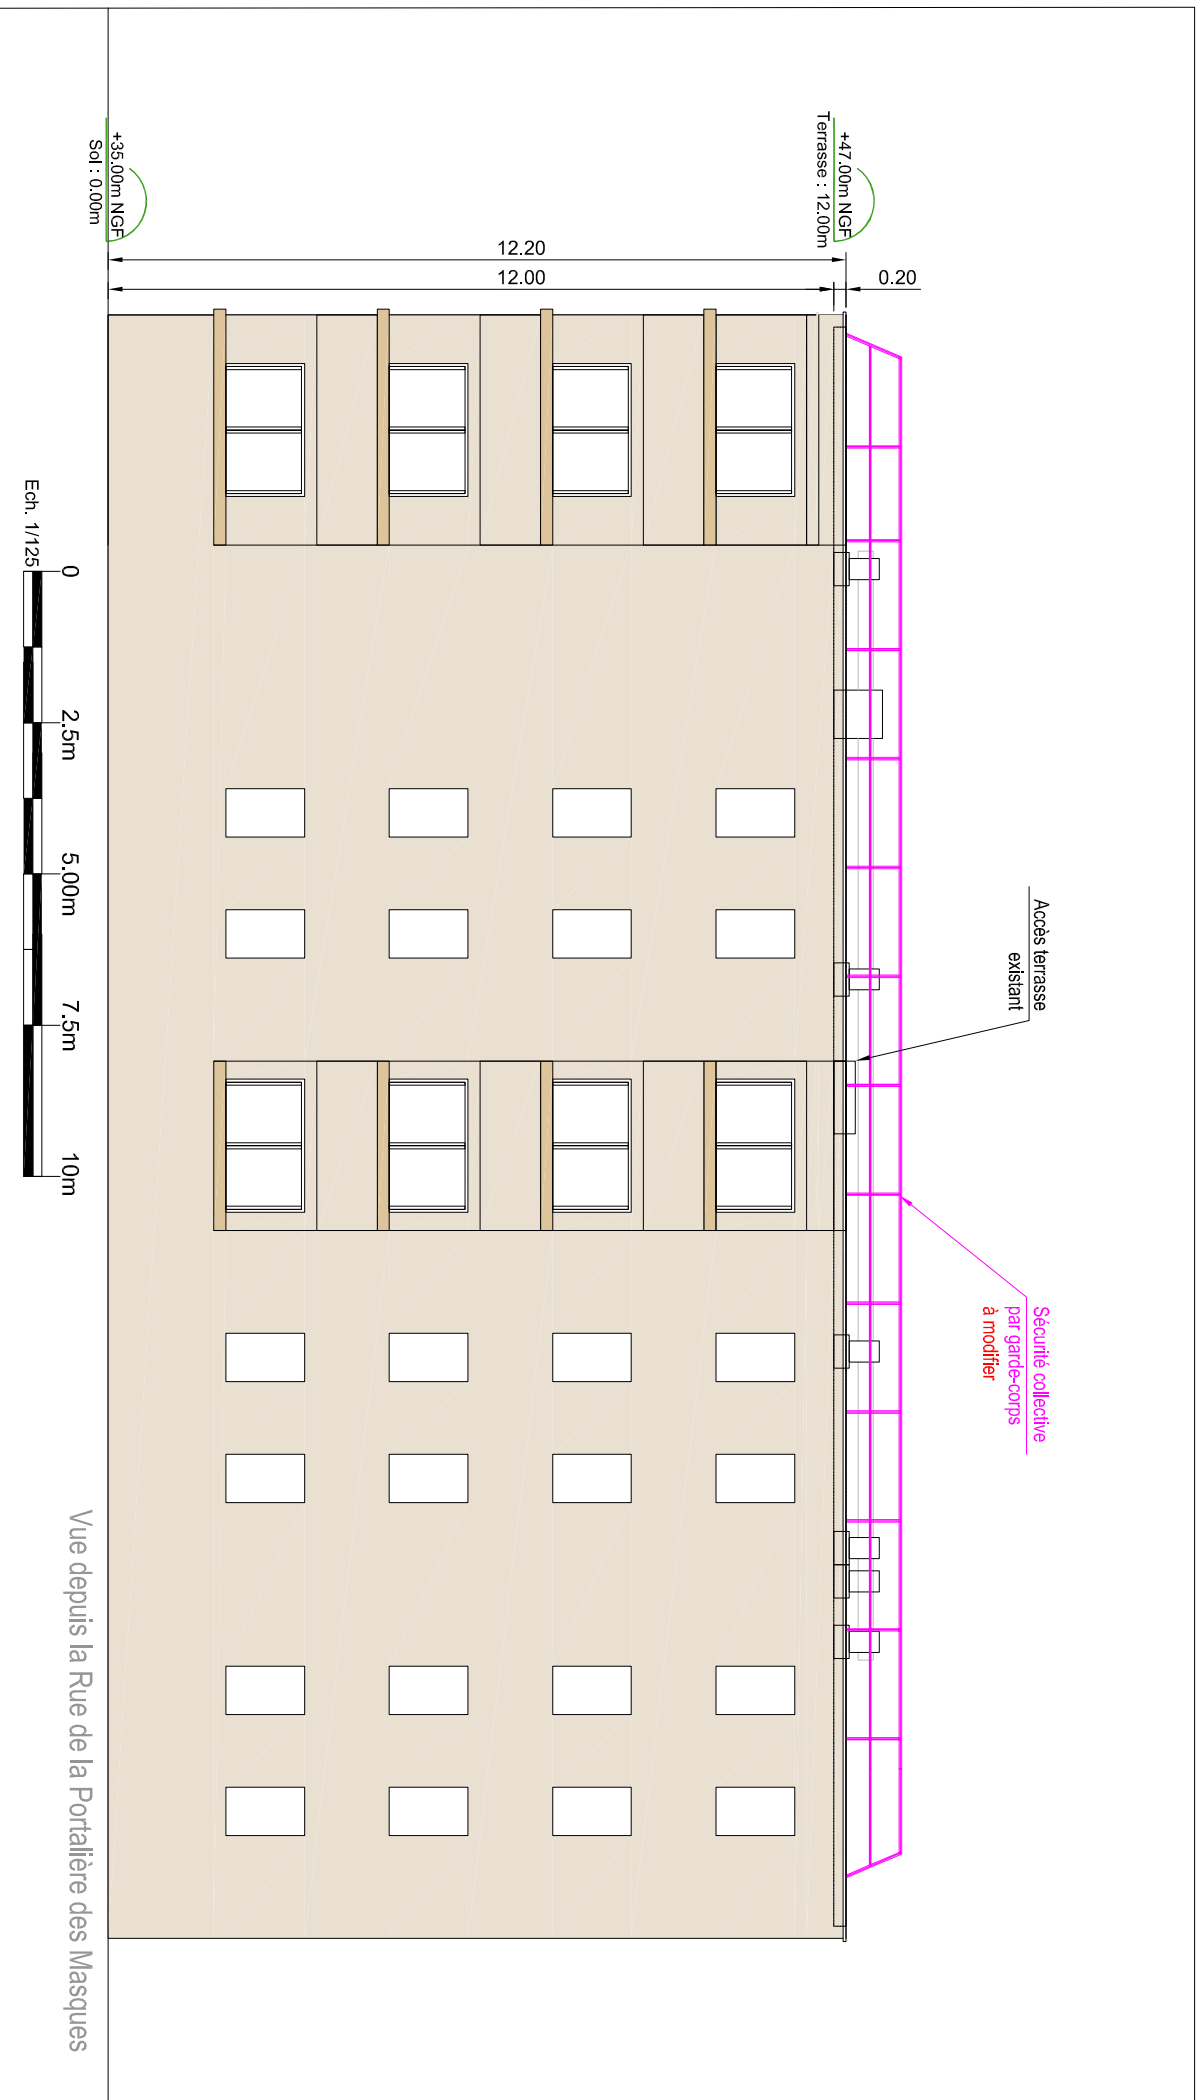 +47.00m NGF
Terrasse : 12.00m
+35.00m NGF
Sol : 0.00m
12.20
12.00
0.20
Accès terrasse
existant
Sécurité collective
par garde-corps
à modifier
Ech. 1/125
0
2.5m
5.00m
7.5m
10m
Vue depuis la Rue de la Portalière des Masques